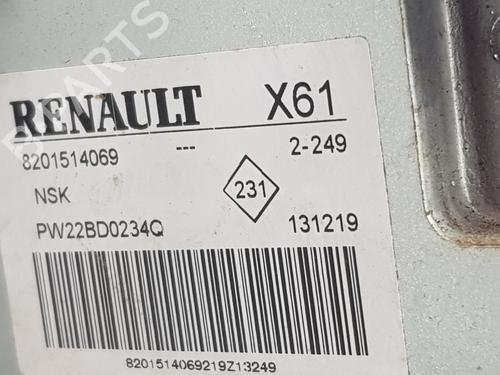 RENAULT X61
8201514069 --- 2-249
NSK 231
PW22BD0234Q 131219
8201514069219Z13249